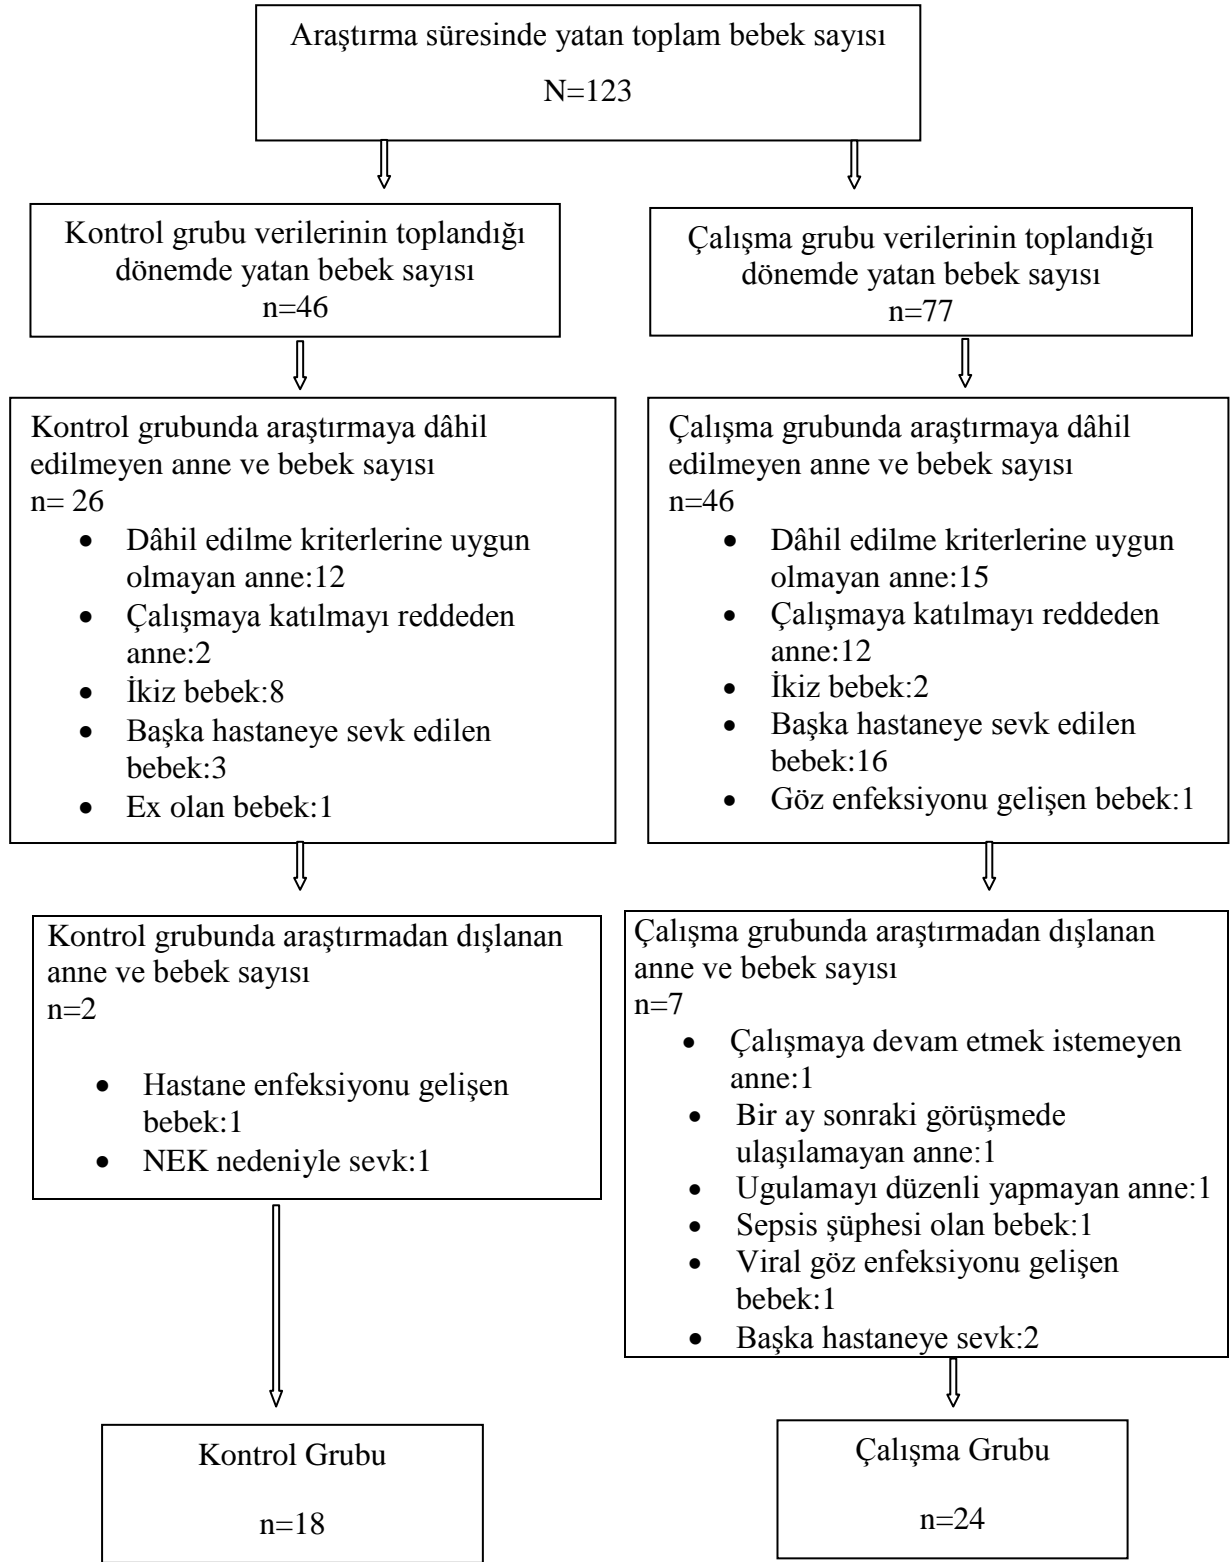 Araştırma süresinde yatan toplam bebek sayısı
N=123
Kontrol grubu verilerinin toplandığı
dönemde yatan bebek sayısı
n=46
Çalışma grubu verilerinin toplandığı
dönemde yatan bebek sayısı
n=77
Kontrol grubunda araştırmaya dâhil
edilmeyen anne ve bebek sayısı
n= 26
• Dâhil edilme kriterlerine uygun
olmayan anne:12
• Çalışmaya katılmayı reddeden
anne:2
• İkiz bebek:8
• Başka hastaneye sevk edilen
bebek:3
• Ex olan bebek:1
Çalışma grubunda araştırmaya dâhil
edilmeyen anne ve bebek sayısı
n=46
• Dâhil edilme kriterlerine uygun
olmayan anne:15
• Çalışmaya katılmayı reddeden
anne:12
• İkiz bebek:2
• Başka hastaneye sevk edilen
bebek:16
• Göz enfeksiyonu gelişen bebek:1
Kontrol grubunda araştırmadan dışlanan
anne ve bebek sayısı
n=2
• Hastane enfeksiyonu gelişen
bebek:1
• NEK nedeniyle sevk:1
Çalışma grubunda araştırmadan dışlanan
anne ve bebek sayısı
n=7
• Çalışmaya devam etmek istemeyen
anne:1
• Bir ay sonraki görüşmede
ulaşılamayan anne:1
• Ugulamayı düzenli yapmayan anne:1
• Sepsis şüphesi olan bebek:1
• Viral göz enfeksiyonu gelişen
bebek:1
• Başka hastaneye sevk:2
Kontrol Grubu
n=18
Çalışma Grubu
n=24